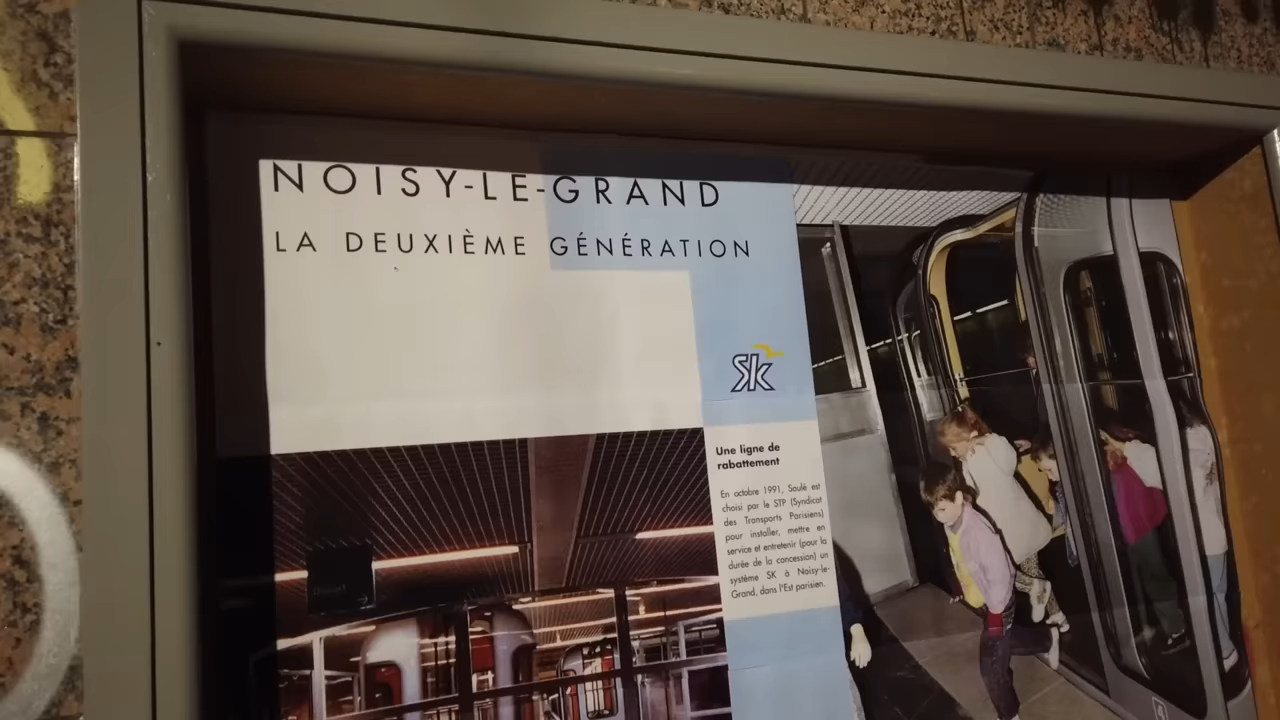 NOISY-LE-GRAND
LA DEUXIÈME GÉNÉRATION
Sk
Une ligne de
rabattement
En octobre 1991, Soulé est
choisi par le STP (Syndicat
des Transports Parisiens)
pour installer, mettre en
service et entretenir (pour la
durée de la concession) un
système SK à Noisy-le-
Grand, dans l'Est parisien.